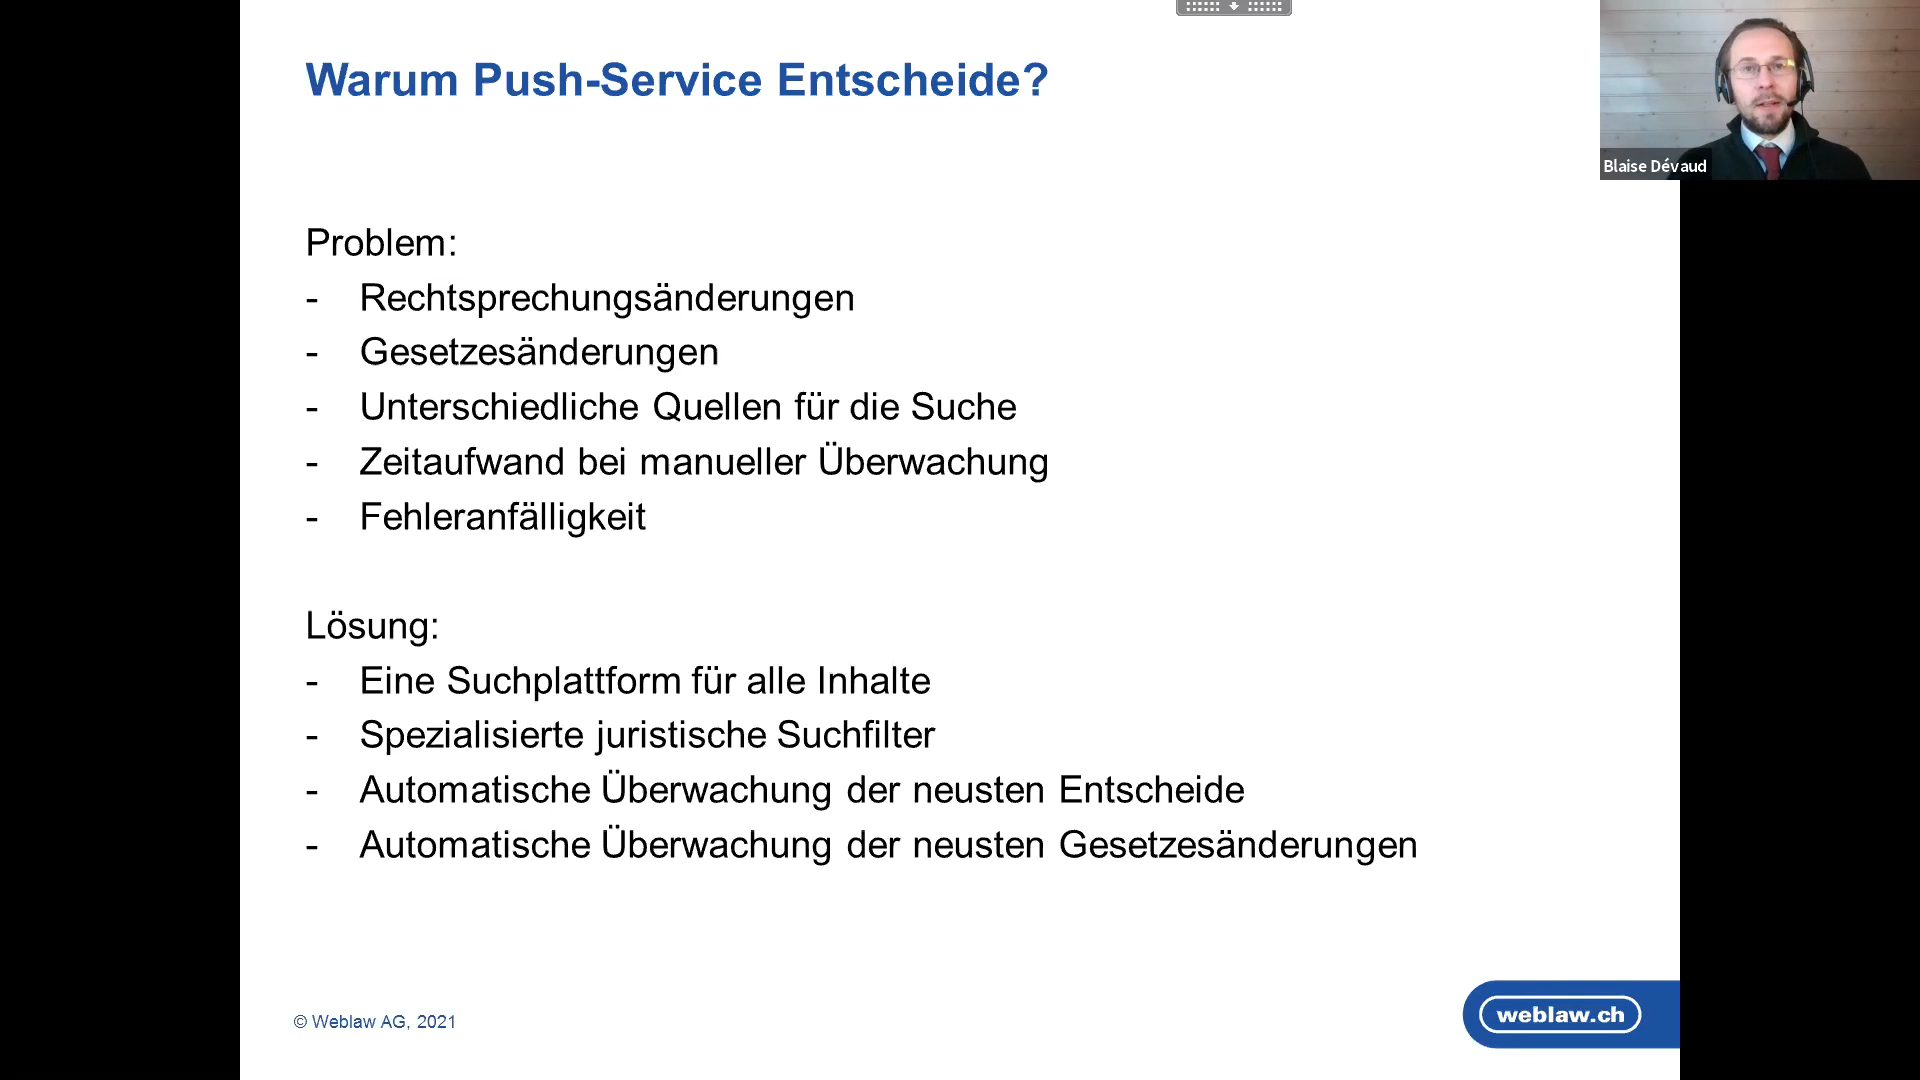 Warum Push-Service Entscheide?
Blaise Dévaud
Problem:
- Rechtsprechungsänderungen
- Gesetzesänderungen
- Unterschiedliche Quellen für die Suche
- Zeitaufwand bei manueller Überwachung
- Fehleranfälligkeit
Lösung:
- Eine Suchplattform für alle Inhalte
- Spezialisierte juristische Suchfilter
- Automatische Überwachung der neusten Entscheide
- Automatische Überwachung der neusten Gesetzesänderungen
© Weblaw AG, 2021
weblaw.ch